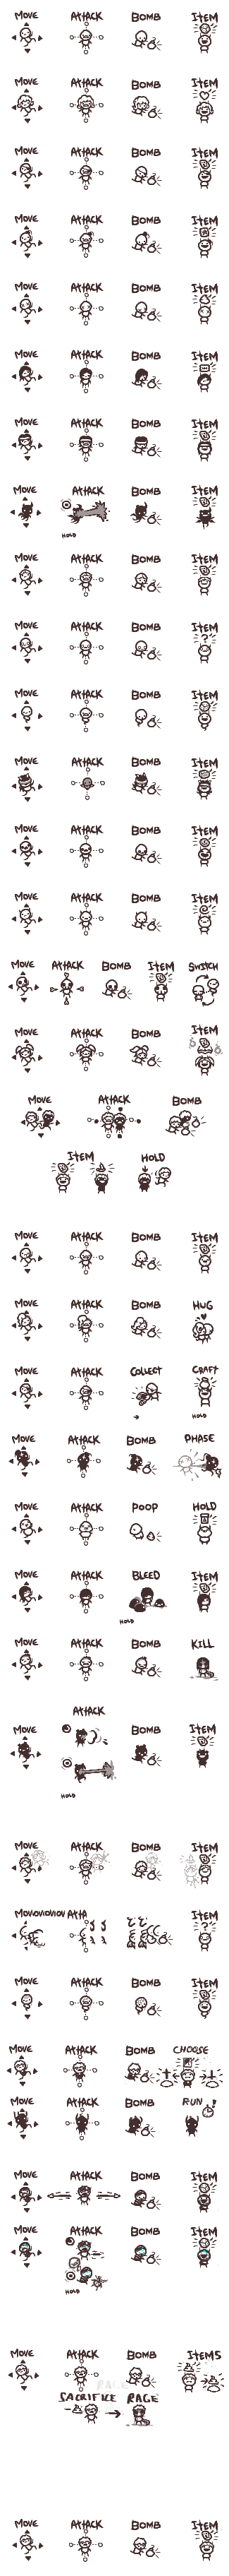 MOVE ATTACK BOMB ITEM
MOVE ATTACK BOMB ITEM
MOVE ATTACK BOMB ITEM
MOVE ATTACK BOMB ITEM
MOVE ATTACK BOMB ITEM
MOVE ATTACK BOMB ITEM
MOVE ATTACK BOMB ITEM
MOVE ATTACK BOMB ITEM
HOLD
MOVE ATTACK BOMB ITEM
MOVE ATTACK BOMB ITEM
?
MOVE ATTACK BOMB ITEM
MOVE ATTACK BOMB ITEM
MOVE ATTACK BOMB ITEM
MOVE ATTACK BOMB ITEM
MOVE ATTACK BOMB ITEM SWITCH
MOVE ATTACK BOMB ITEM
MOVE ATTACK BOMB
ITEM HOLD
MOVE ATTACK BOMB ITEM
MOVE ATTACK BOMB HUG
MOVE ATTACK COLLECT CRAFT
HOLD
MOVE ATTACK BOMB PHASE
MOVE ATTACK POOP HOLD
MOVE ATTACK BLEED ITEM
HOLD
MOVE ATTACK BOMB KILL
ATTACK
MOVE BOMB ITEM
HOLD
MOVE ATTACK BOMB ITEM
MOVOVOVOVOV ATTA ITEM
?
MOVE ATTACK BOMB ITEM
MOVE ATTACK BOMB CHOOSE
MOVE ATTACK BOMB RUN
!
MOVE ATTACK BOMB ITEM
MOVE ATTACK BOMB ITEM
HOLD
MOVE ATTACK BOMB ITEMS
RAGE
SACRIFICE RAGE
MOVE ATTACK BOMB ITEM